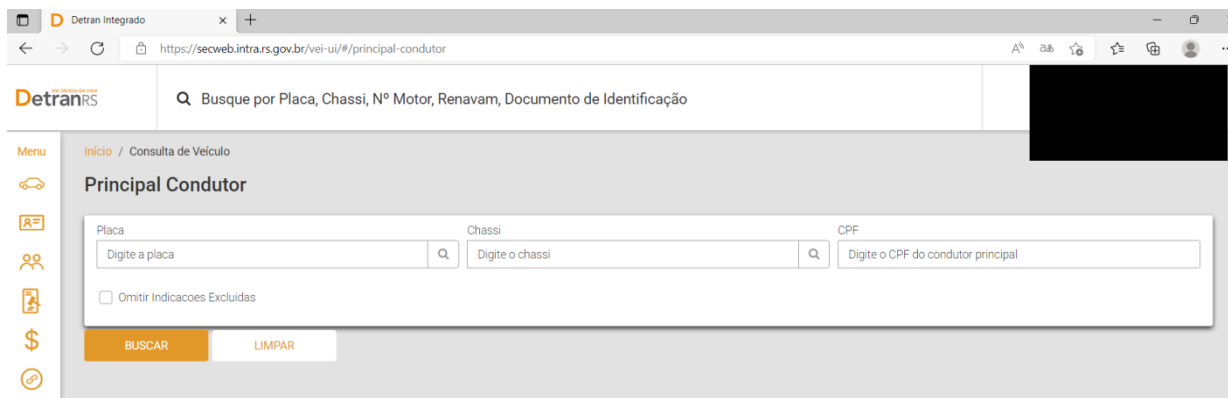 Detran Integrado
https://secweb.intra.rs.gov.br/vei-ui/#/principal-condutor
DetranRS
Busque por Placa, Chassi, Nº Motor, Renavam, Documento de Identificação
Menu
Início / Consulta de Veículo
Principal Condutor
Placa Chassi CPF
Digite a placa Digite o chassi Digite o CPF do condutor principal
Omitir Indicacoes Excluidas
BUSCAR LIMPAR